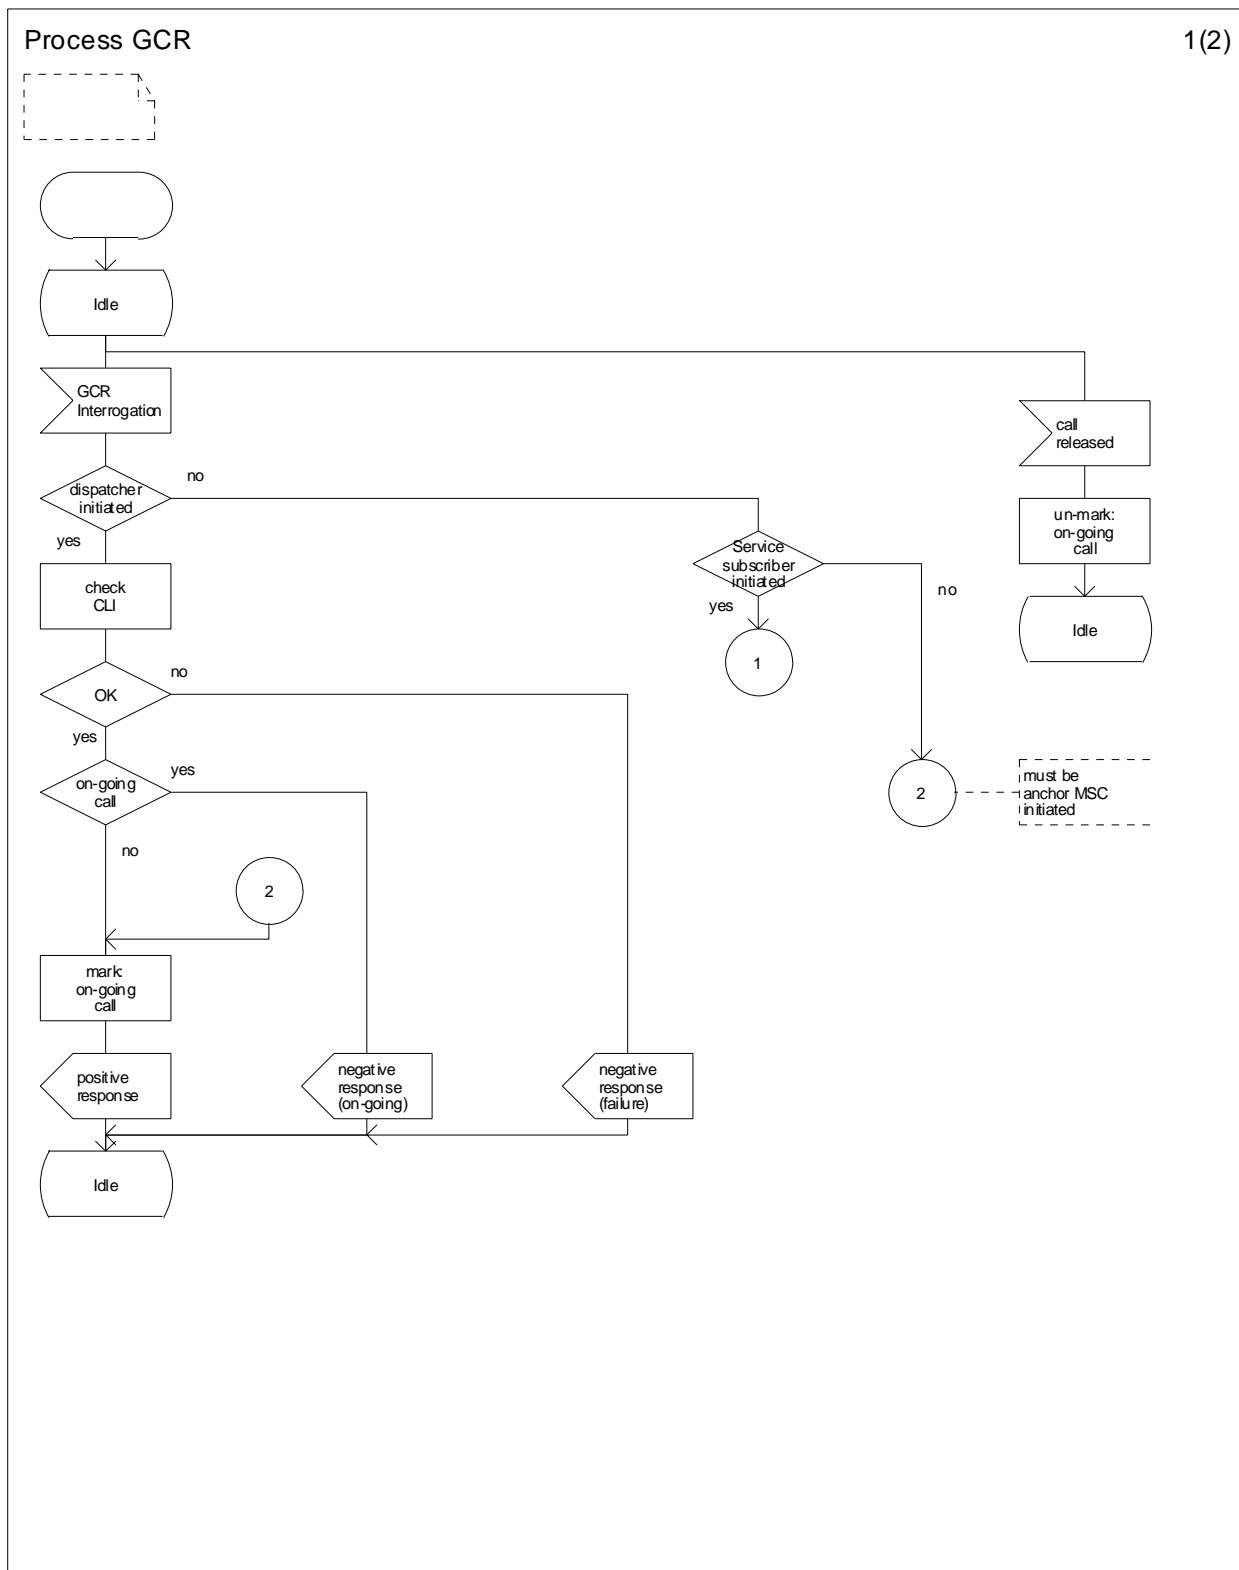 Process GCR
1(2)
Idle
GCR
Interrogation
call
released
no
dispatcher
initiated
yes
un-mark:
on-going
call
Service
subscriber
initiated
no
yes
check
CLI
Idle
1
no
OK
yes
yes
on-going
call
no
2
must be
anchor MSC
initiated
2
mark:
on-going
call
positive
response
negative
response
(on-going)
negative
response
(failure)
Idle